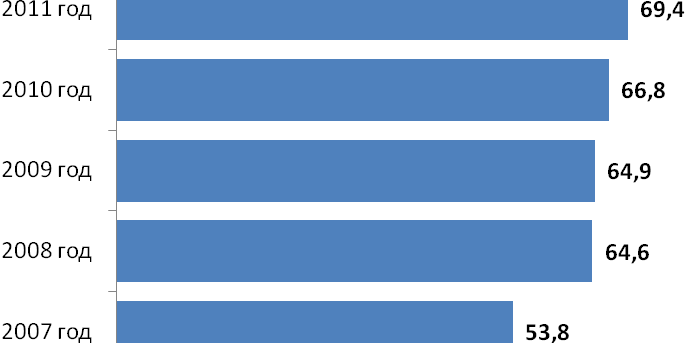 2011 год 69,4
2010 год 66,8
2009 год 64,9
2008 год 64,6
2007 год 53,8